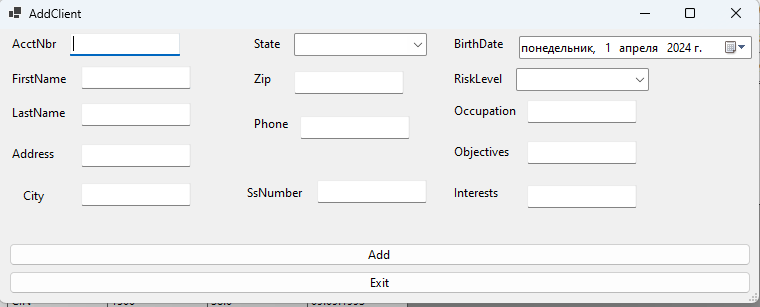 AddClient
AcctNbr
State
BirthDate
понедельник, 1 апреля 2024 г.
FirstName
Zip
RiskLevel
LastName
Phone
Occupation
Address
Objectives
City
SsNumber
Interests
Add
Exit